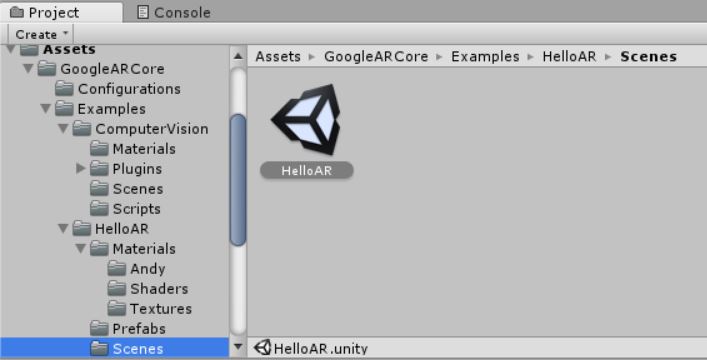 Project
Console
Create
Assets
GoogleARCore
Configurations
Examples
ComputerVision
Materials
Plugins
Scenes
Scripts
HelloAR
Materials
Andy
Shaders
Textures
Prefabs
Scenes
Assets ▸ GoogleARCore ▸ Examples ▸ HelloAR ▸ Scenes
HelloAR
HelloAR.unity